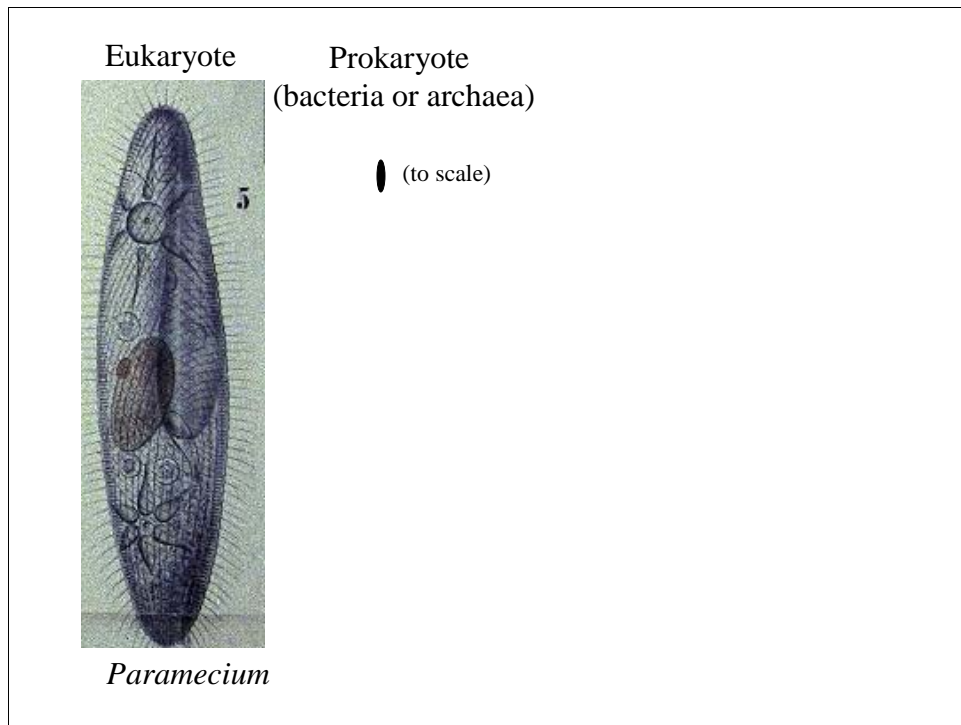 Eukaryote
Prokaryote
(bacteria or archaea)
(to scale)
5
Paramecium